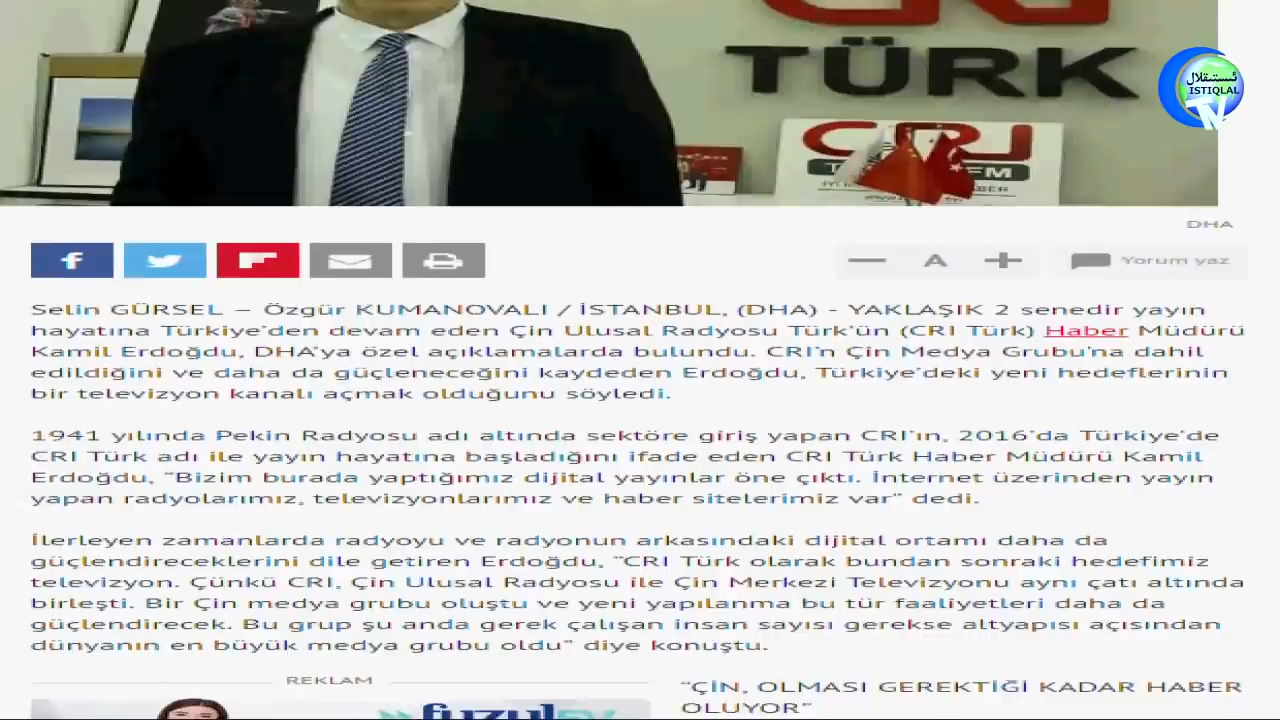 CRI
TÜRK
CRI
FM
HABER
ئىستىقلال
ISTIQLAL
TV
DHA
A
Yorum yaz
Selin GÜRSEL – Özgür KUMANOVALI / İSTANBUL, (DHA) - YAKLAŞIK 2 senedir yayın
hayatına Türkiye'den devam eden Çin Ulusal Radyosu Türk'ün (CRI Türk) Haber Müdürü
Kamil Erdoğdu, DHA'ya özel açıklamalarda bulundu. CRI'n Çin Medya Grubu'na dahil
edildiğini ve daha da güçleneceğini kaydeden Erdoğdu, Türkiye'deki yeni hedeflerinin
bir televizyon kanalı açmak olduğunu söyledi.
1941 yılında Pekin Radyosu adı altında sektöre giriş yapan CRI'ın, 2016'da Türkiye'de
CRI Türk adı ile yayın hayatına başladığını ifade eden CRI Türk Haber Müdürü Kamil
Erdoğdu, "Bizim burada yaptığımız dijital yayınlar öne çıktı. İnternet üzerinden yayın
yapan radyolarımız, televizyonlarımız ve haber sitelerimiz var" dedi.
İlerleyen zamanlarda radyoyu ve radyonun arkasındaki dijital ortamı daha da
güçlendireceklerini dile getiren Erdoğdu, "CRI Türk olarak bundan sonraki hedefimiz
televizyon. Çünkü CRI, Çin Ulusal Radyosu ile Çin Merkezi Televizyonu aynı çatı altında
birleşti. Bir Çin medya grubu oluştu ve yeni yapılanma bu tür faaliyetleri daha da
güçlendirecek. Bu grup şu anda gerek çalışan insan sayısı gerekse altyapısı açısından
dünyanın en büyük medya grubu oldu" diye konuştu.
REKLAM
fuzulEV
"ÇİN, OLMASI GEREKTİĞİ KADAR HABER
OLUYOR"